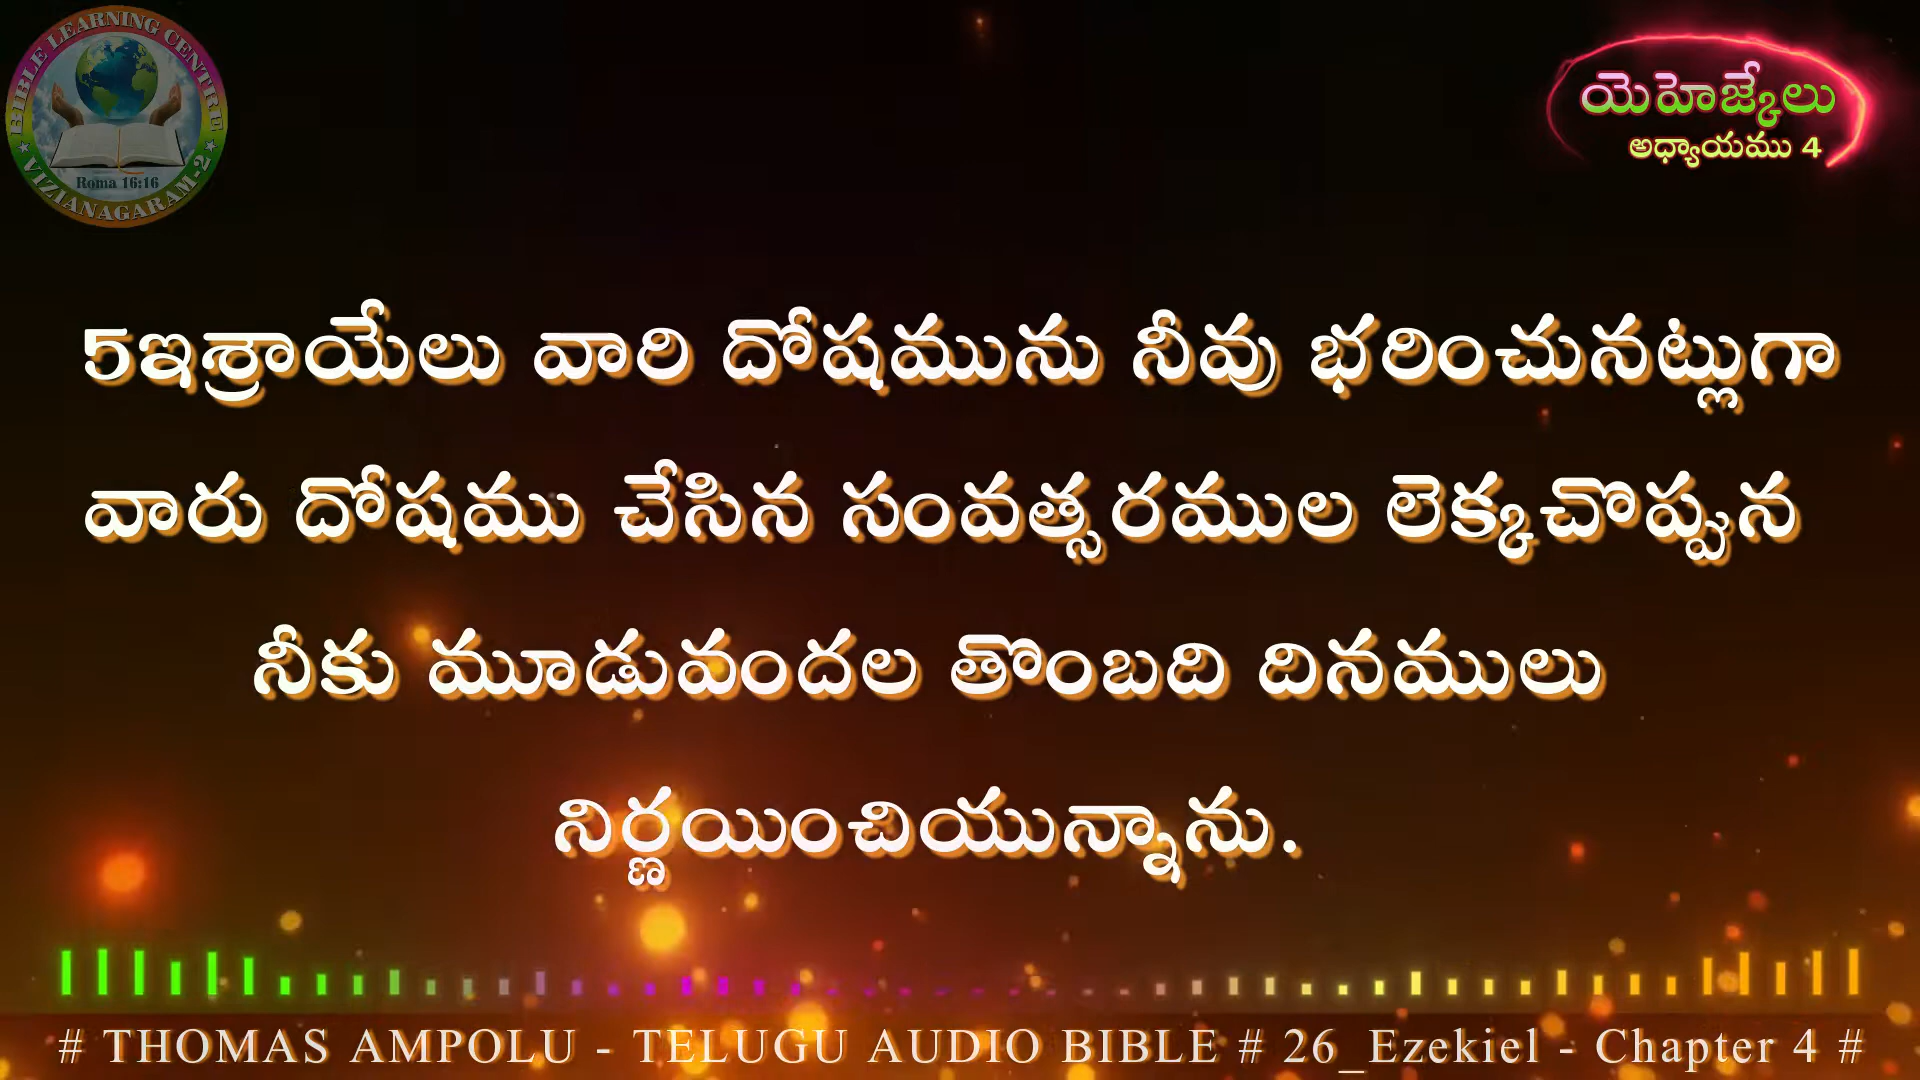 BIBLE LEARNING CENTRE
Roma 16:16
★ VIZIANAGARAM-2 ★
యెహెజ్కేలు
అధ్యాయము 4
5ఇశ్రాయేలు వారి దోషమును నీవు భరించునట్లుగా
వారు దోషము చేసిన సంవత్సరముల లెక్కచొప్పున
నీకు మూడువందల తొంబది దినములు
నిర్ణయించియున్నాను.
# THOMAS AMPOLU - TELUGU AUDIO BIBLE # 26_Ezekiel - Chapter 4 #